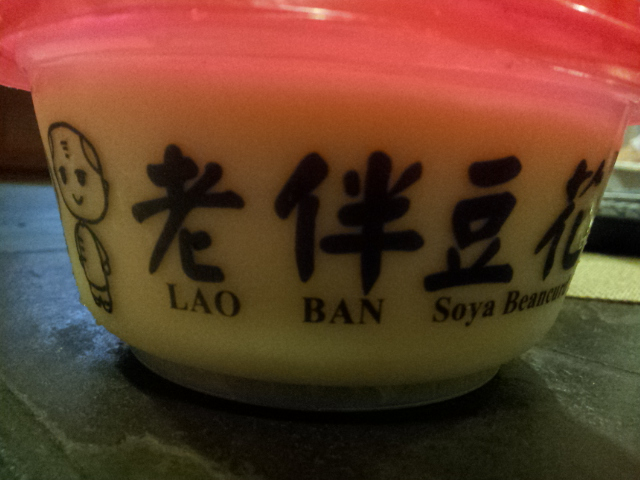 老伴豆花
LAO BAN Soya Beancurd